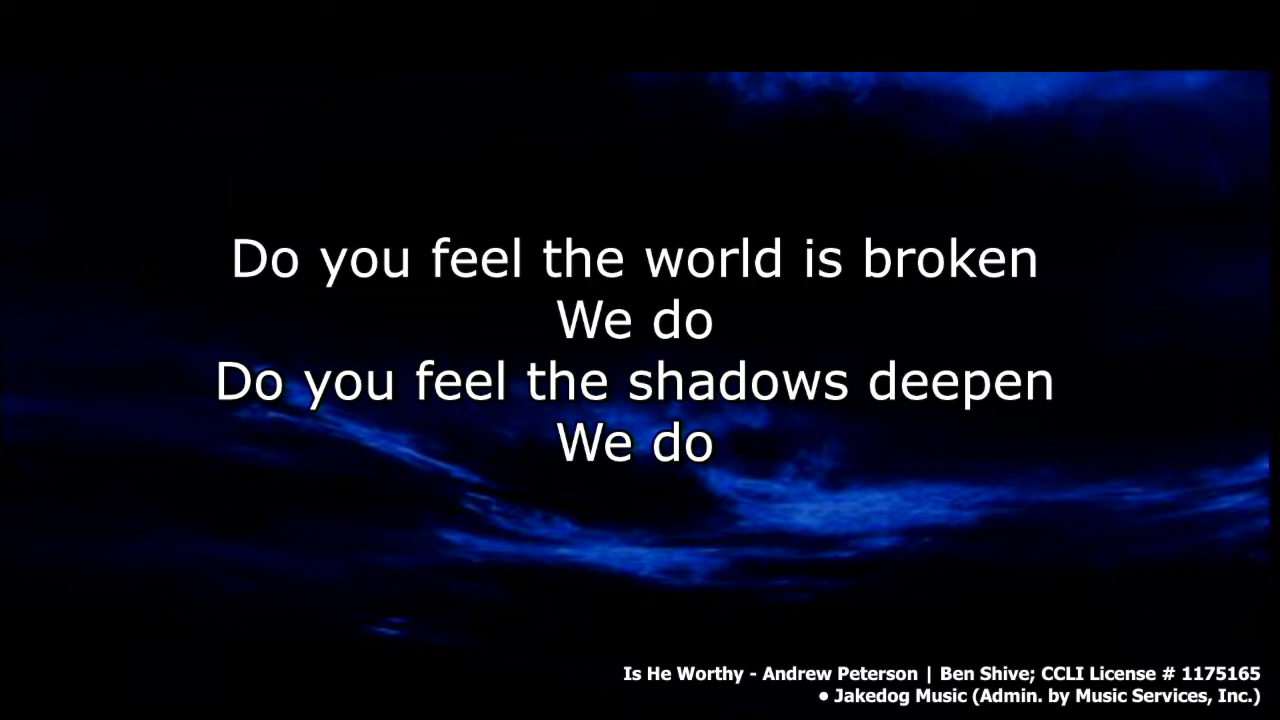 Do you feel the world is broken
We do
Do you feel the shadows deepen
We do
Is He Worthy - Andrew Peterson | Ben Shive; CCLI License # 1175165
● Jakedog Music (Admin. by Music Services, Inc.)